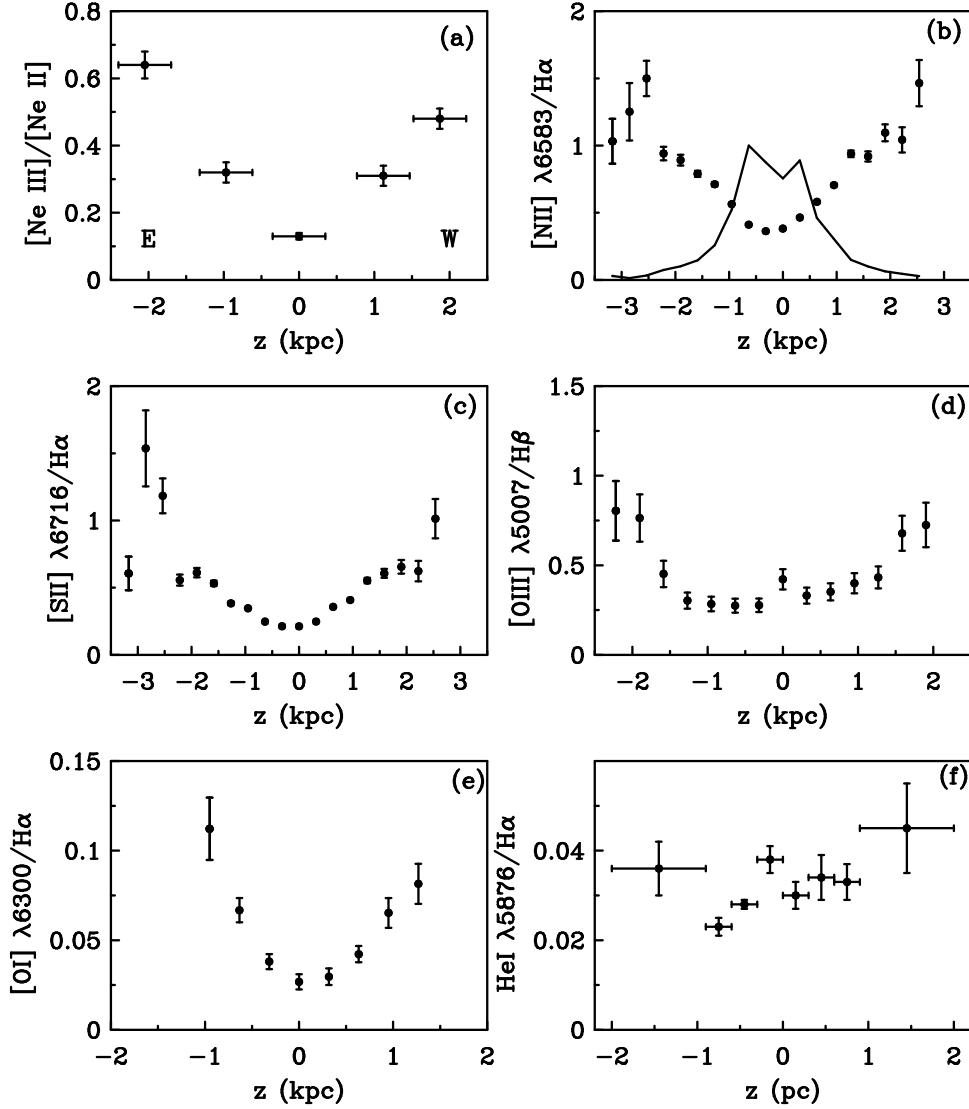 (a)
[Ne III]/[Ne II]
0.8
0.6
0.4
0.2
0
E
W
−2 −1 0 1 2
z (kpc)
(b)
[NII] λ6583/Hα
2
1.5
1
0.5
0
−3 −2 −1 0 1 2 3
z (kpc)
(c)
[SII] λ6716/Hα
2
1
0
−3 −2 −1 0 1 2 3
z (kpc)
(d)
[OIII] λ5007/Hβ
1.5
1
0.5
0
−2 −1 0 1 2
z (kpc)
(e)
[OI] λ6300/Hα
0.15
0.1
0.05
0
−2 −1 0 1 2
z (kpc)
(f)
HeI λ5876/Hα
0.04
0.02
0
−2 −1 0 1 2
z (pc)